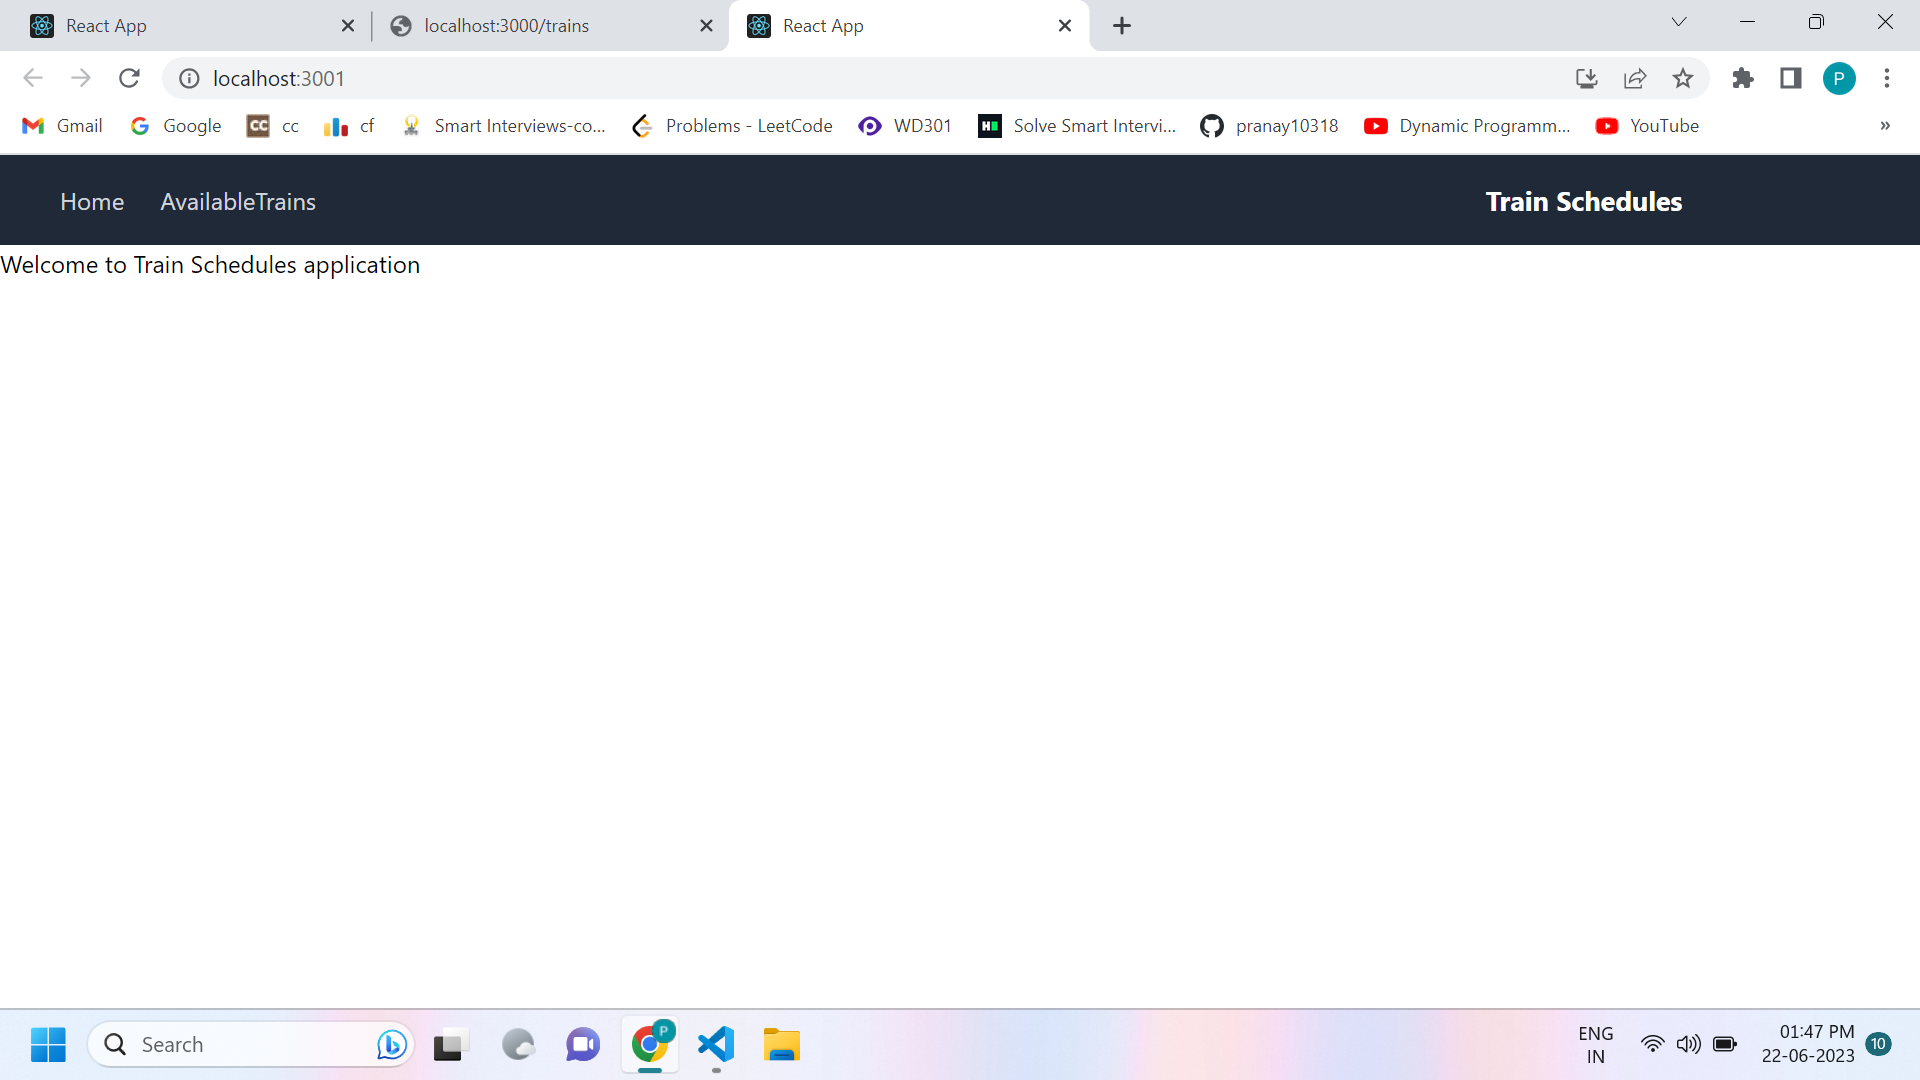 React App
localhost:3000/trains
React App
localhost:3001
P
Gmail
Google
CC
cc
cf
Smart Interviews-co...
Problems - LeetCode
WD301
H
Solve Smart Intervi...
pranay10318
Dynamic Programm...
YouTube
»
Home
AvailableTrains
Train Schedules
Welcome to Train Schedules application
Search
P
ENG
IN
01:47 PM
22-06-2023
10